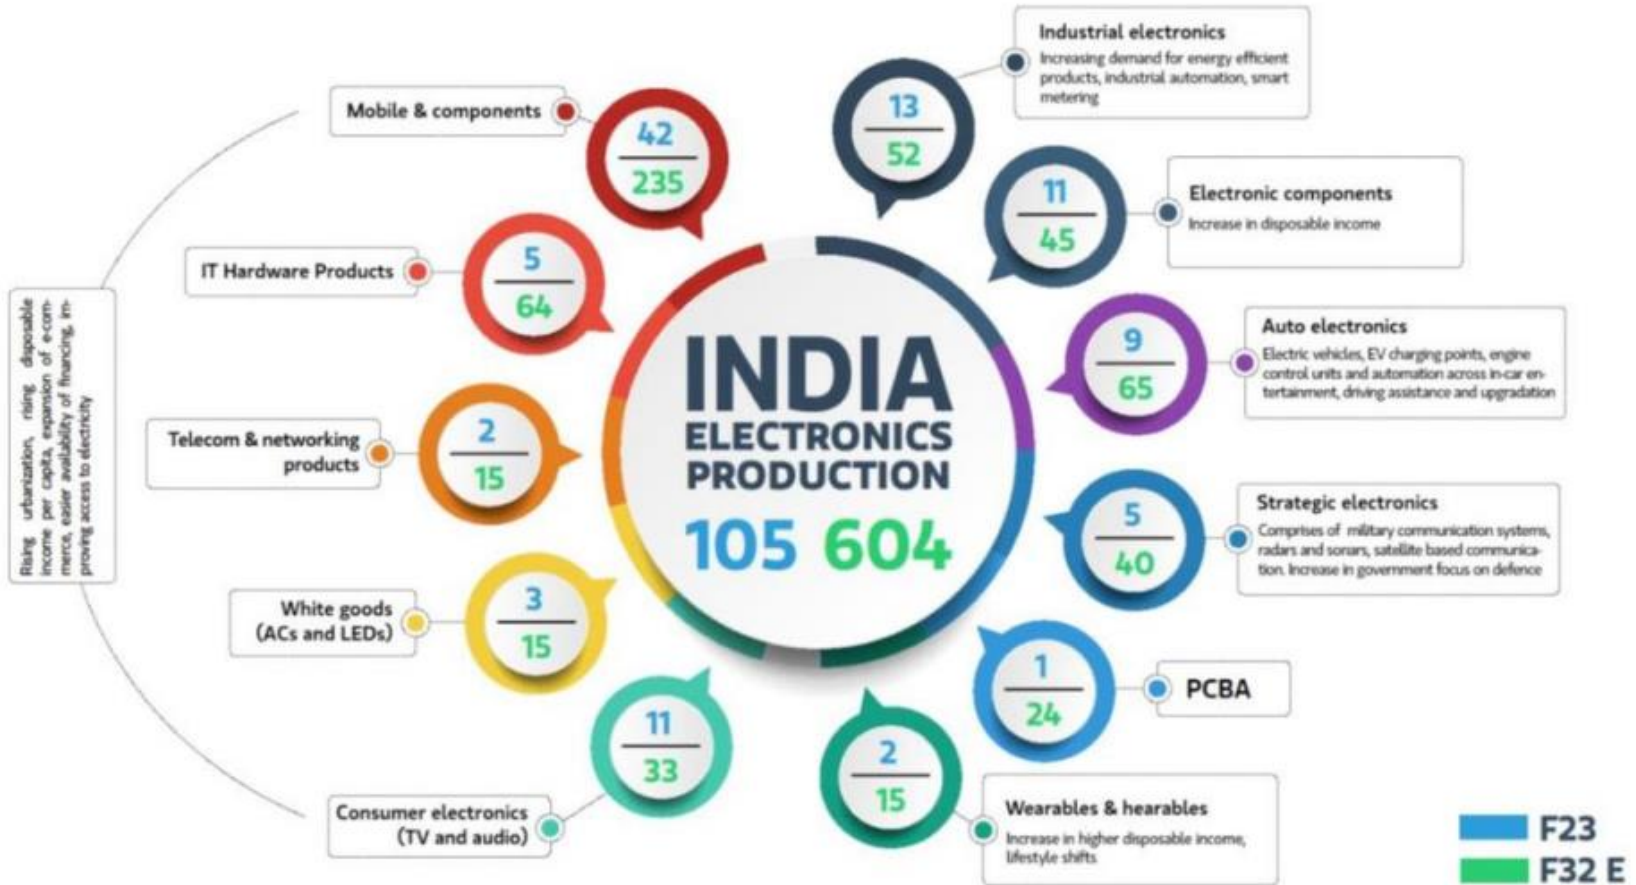 INDIA
ELECTRONICS
PRODUCTION
105 604
Mobile & components
42
235
IT Hardware Products
5
64
Telecom & networking
products
2
15
White goods
(ACs and LEDs)
3
15
Consumer electronics
(TV and audio)
11
33
Rising urbanization, rising disposable
income per capita, expansion of e-com-
merce, easier availability of financing, im-
proving access to electricity
Industrial electronics
Increasing demand for energy efficient
products, industrial automation, smart
metering
13
52
Electronic components
Increase in disposable income
11
45
Auto electronics
Electric vehicles, EV charging points, engine
control units and automation across in-car en-
tertainment, driving assistance and upgradation
9
65
Strategic electronics
Comprises of military communication systems,
radars and sonars, satellite based communica-
tion. Increase in government focus on defence
5
40
PCBA
1
24
Wearables & hearables
Increase in higher disposable income,
lifestyle shifts
2
15
F23
F32 E